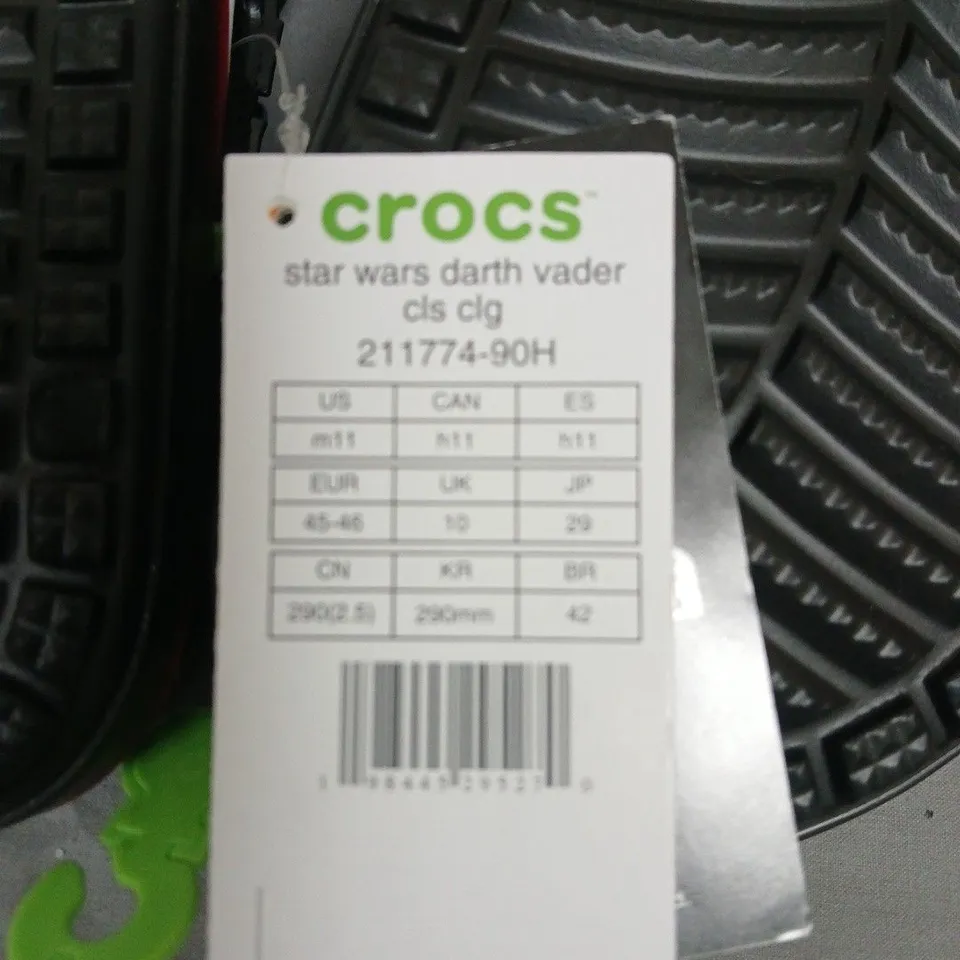 crocs™
star wars darth vader
cls clg
211774-90H
US CAN ES
m11 h11 h11
EUR UK JP
45-46 10 29
CN KR BR
290(2.5) 290mm 42